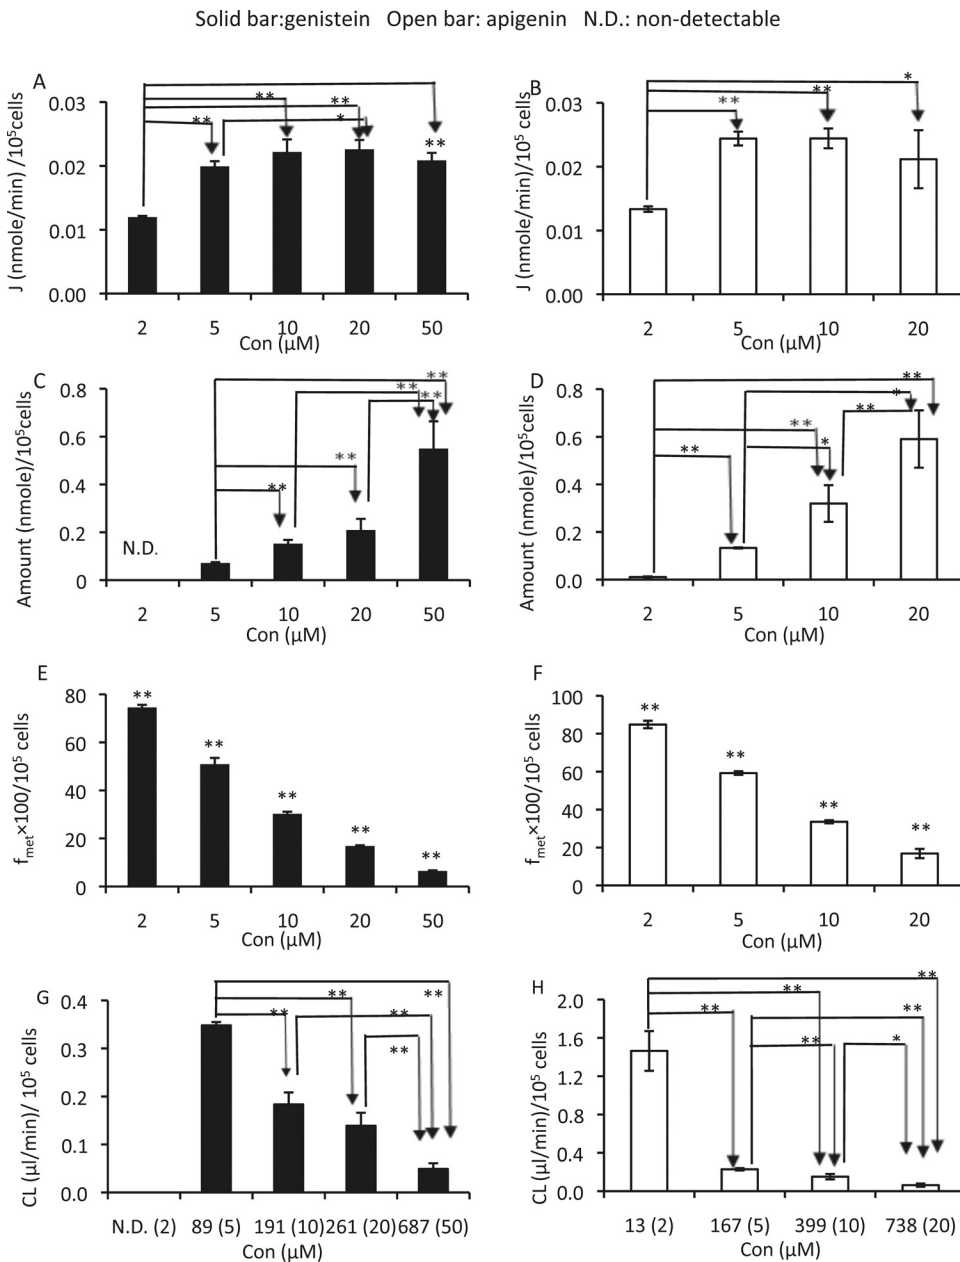 Solid bar:genistein Open bar: apigenin N.D.: non-detectable
A
J (nmole/min) /10⁵cells
0.03
0.02
0.01
0.00
** ** ** * **
2 5 10 20 50
Con (μM)
B
J (nmole/min)/10⁵ cells
0.03
0.02
0.01
0.00
** ** *
2 5 10 20
Con (μM)
C
Amount (nmole)/10⁵cells
0.8
0.6
0.4
0.2
0
N.D.
** ** ** ** **
2 5 10 20 50
Con (μM)
D
Amount (nmole)/10⁵cells
0.8
0.6
0.4
0.2
0.0
** ** * ** * **
2 5 10 20
Con (μM)
E
fmet×100/10⁵ cells
80
60
40
20
0
** ** ** ** **
2 5 10 20 50
Con (μM)
F
fmet×100/10⁵ cells
100
80
60
40
20
0
** ** ** **
2 5 10 20
Con (μM)
G
CL (μl/min)/ 10⁵ cells
0.4
0.3
0.2
0.1
0.0
** ** ** ** **
N.D. (2) 89 (5) 191 (10) 261 (20) 687 (50)
Con (μM)
H
CL (μl/min)/10⁵ cells
2.0
1.6
1.2
0.8
0.4
0.0
** ** ** ** ** *
13 (2) 167 (5) 399 (10) 738 (20)
Con (μM)